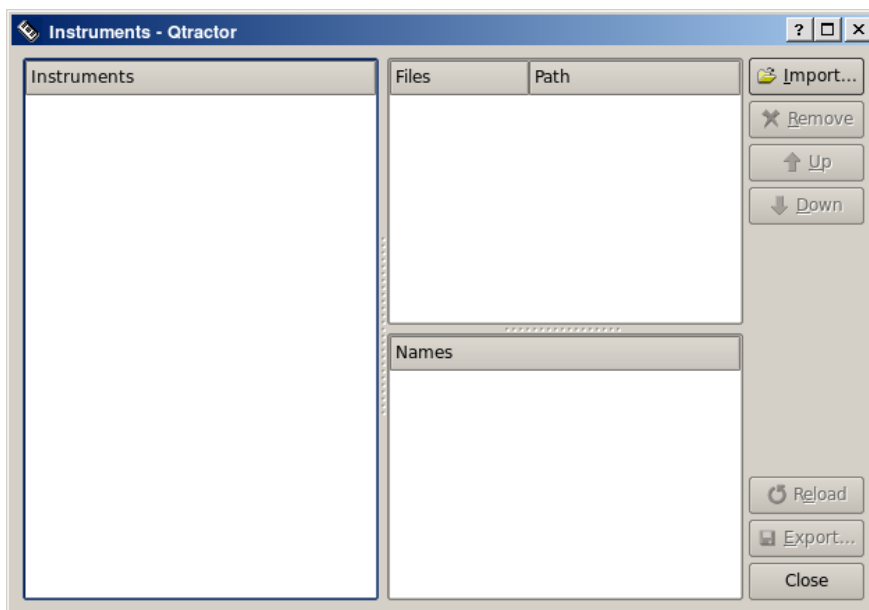 Instruments - Qtractor
Instruments
Files Path
Names
Import...
Remove
Up
Down
Reload
Export...
Close